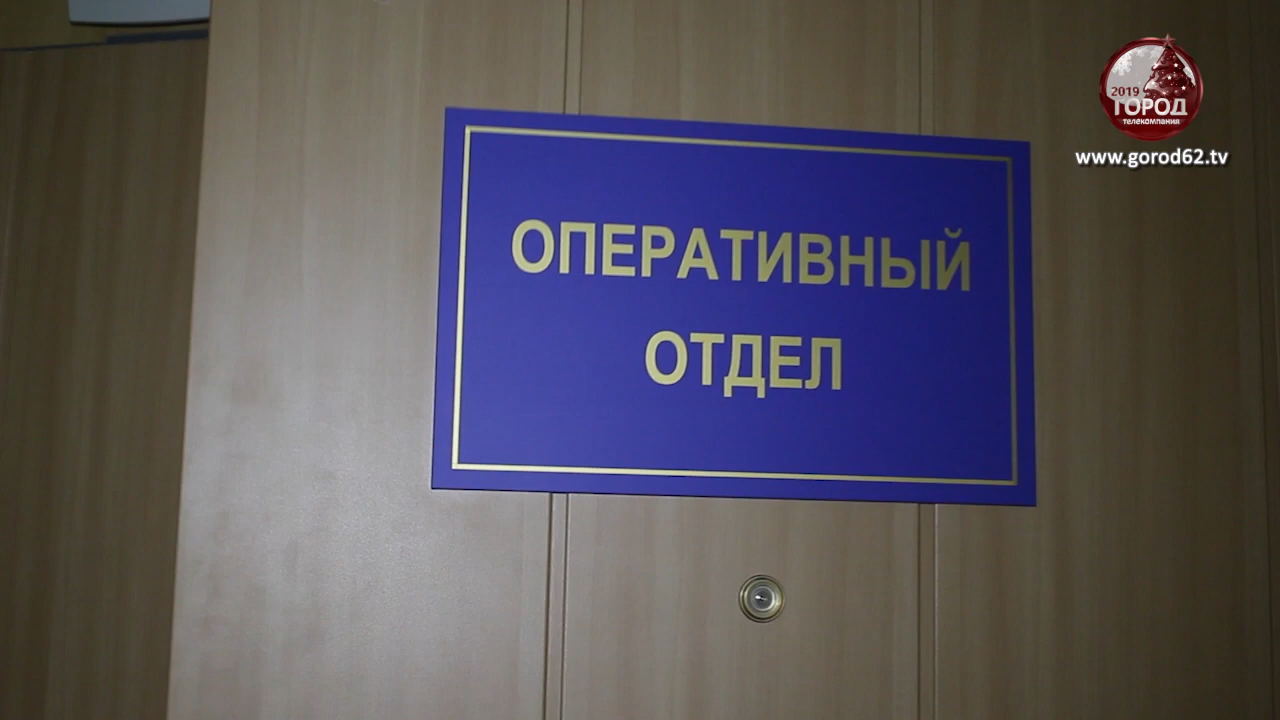 ОПЕРАТИВНЫЙ
ОТДЕЛ
2019
ГОРОД
телекомпания
www.gorod62.tv